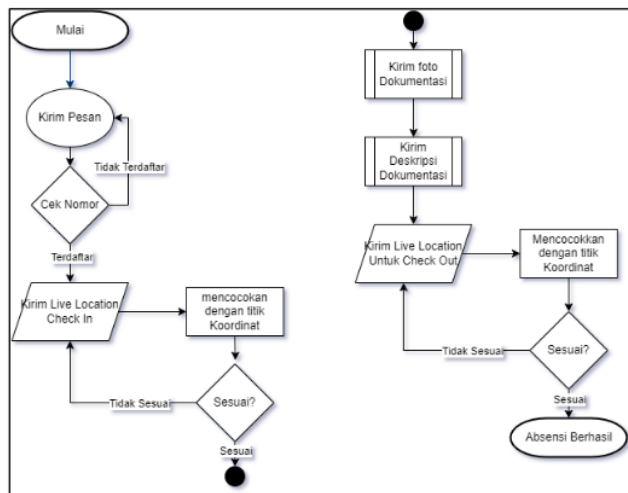 Mulai
Kirim Pesan
Tidak Terdaftar
Cek Nomor
Terdaftar
Kirim Live Location
Check In
mencocokan
dengan titik
Koordinat
Tidak Sesuai
Sesuai?
Sesuai
Kirim foto
Dokumentasi
Kirim
Deskripsi
Dokumentasi
Kirim Live Location
Untuk Check Out
Mencocokkan
dengan titik
Koordinat
Tidak Sesuai
Sesuai?
Sesuai
Absensi Berhasil